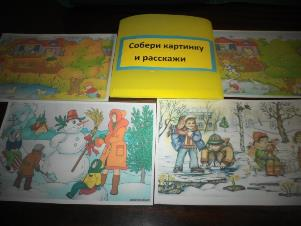 Собери картинку
и расскажи